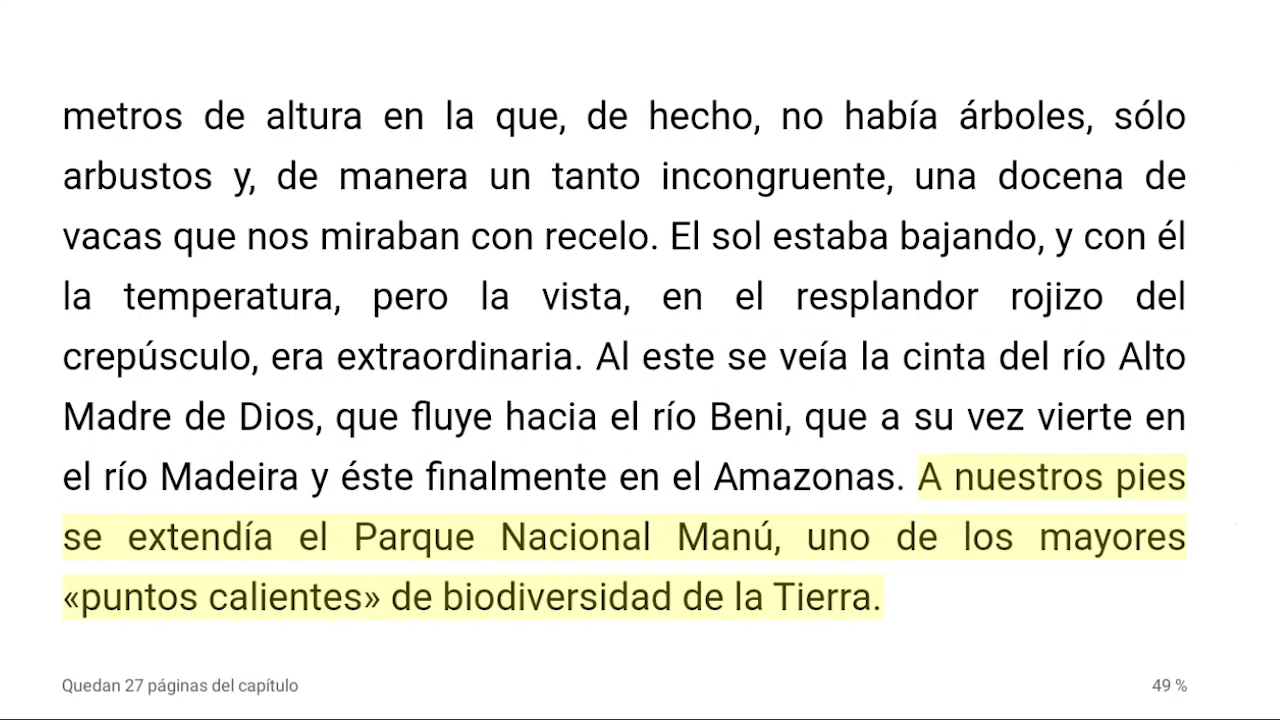 metros de altura en la que, de hecho, no había árboles, sólo
arbustos y, de manera un tanto incongruente, una docena de
vacas que nos miraban con recelo. El sol estaba bajando, y con él
la temperatura, pero la vista, en el resplandor rojizo del
crepúsculo, era extraordinaria. Al este se veía la cinta del río Alto
Madre de Dios, que fluye hacia el río Beni, que a su vez vierte en
el río Madeira y éste finalmente en el Amazonas. A nuestros pies
se extendía el Parque Nacional Manú, uno de los mayores
«puntos calientes» de biodiversidad de la Tierra.
Quedan 27 páginas del capítulo
49 %